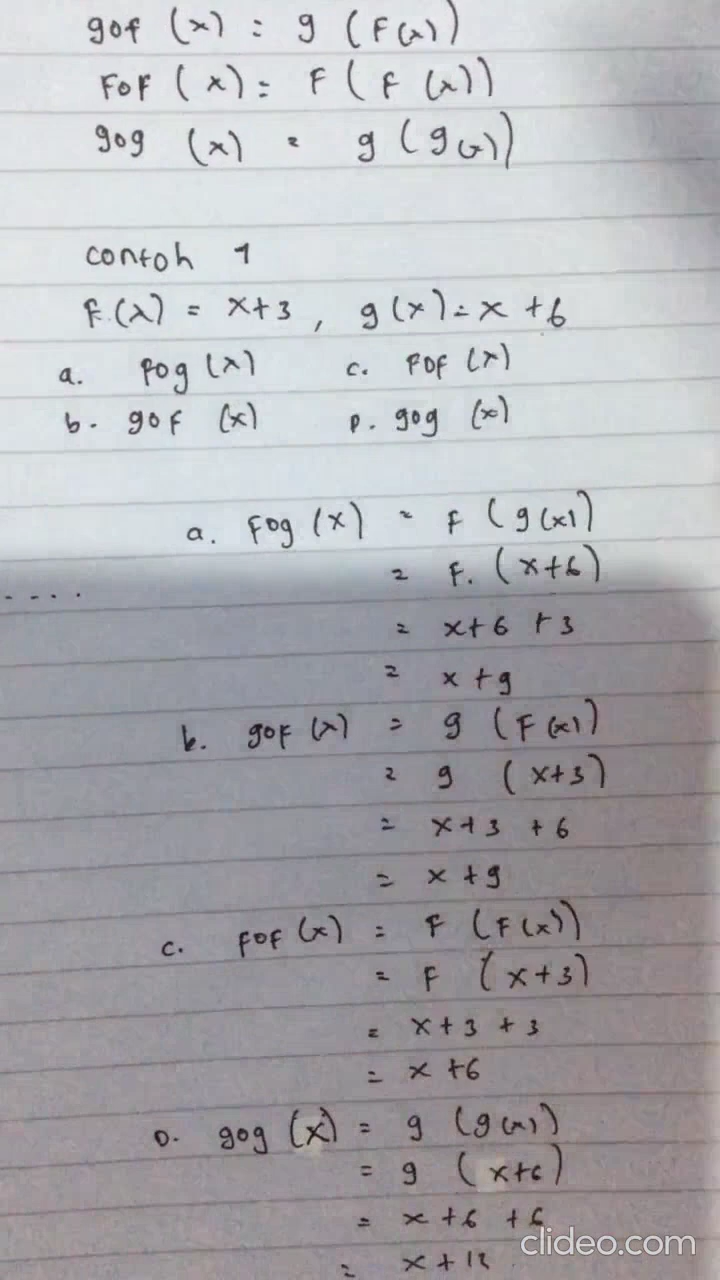 gof (x) = g (F(x))
FoF (x) = F (F (x))
gog (x) = g (g(x))
contoh 1
F.(x) = x+3, g(x) = x + 6
a. Fog (x) c. FOF (x)
b. gof (x) D. gog (x)
a. Fog (x) = F (g(x))
= F. (x+6)
....
= x+6 + 3
= x + 9
b. gof (x) = g (F(x))
= g (x+3)
= x+3 + 6
= x + 9
c. FOF (x) = F (F(x))
= F (x+3)
= x+3 + 3
= x +6
D. gog (x) = g (g(x))
= g (x+6)
= x +6 +6
= x + 12
clideo.com